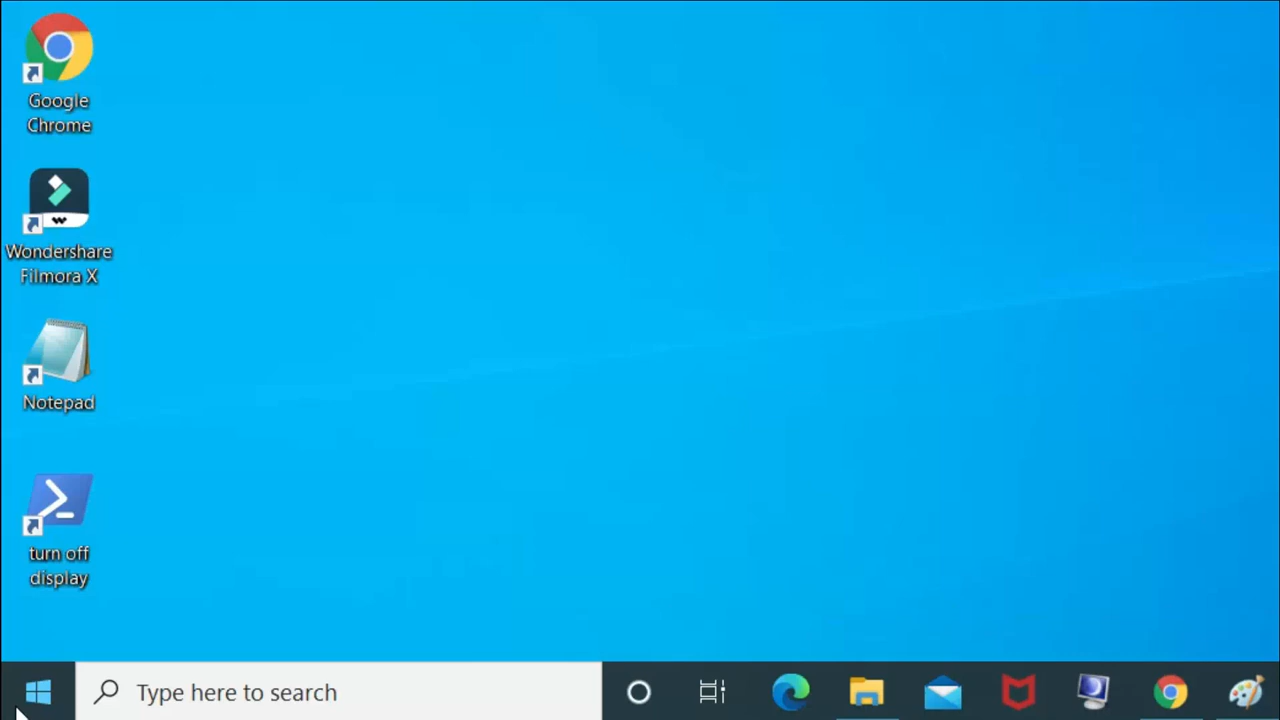 Google
Chrome
Wondershare
Filmora X
Notepad
turn off
display
Type here to search